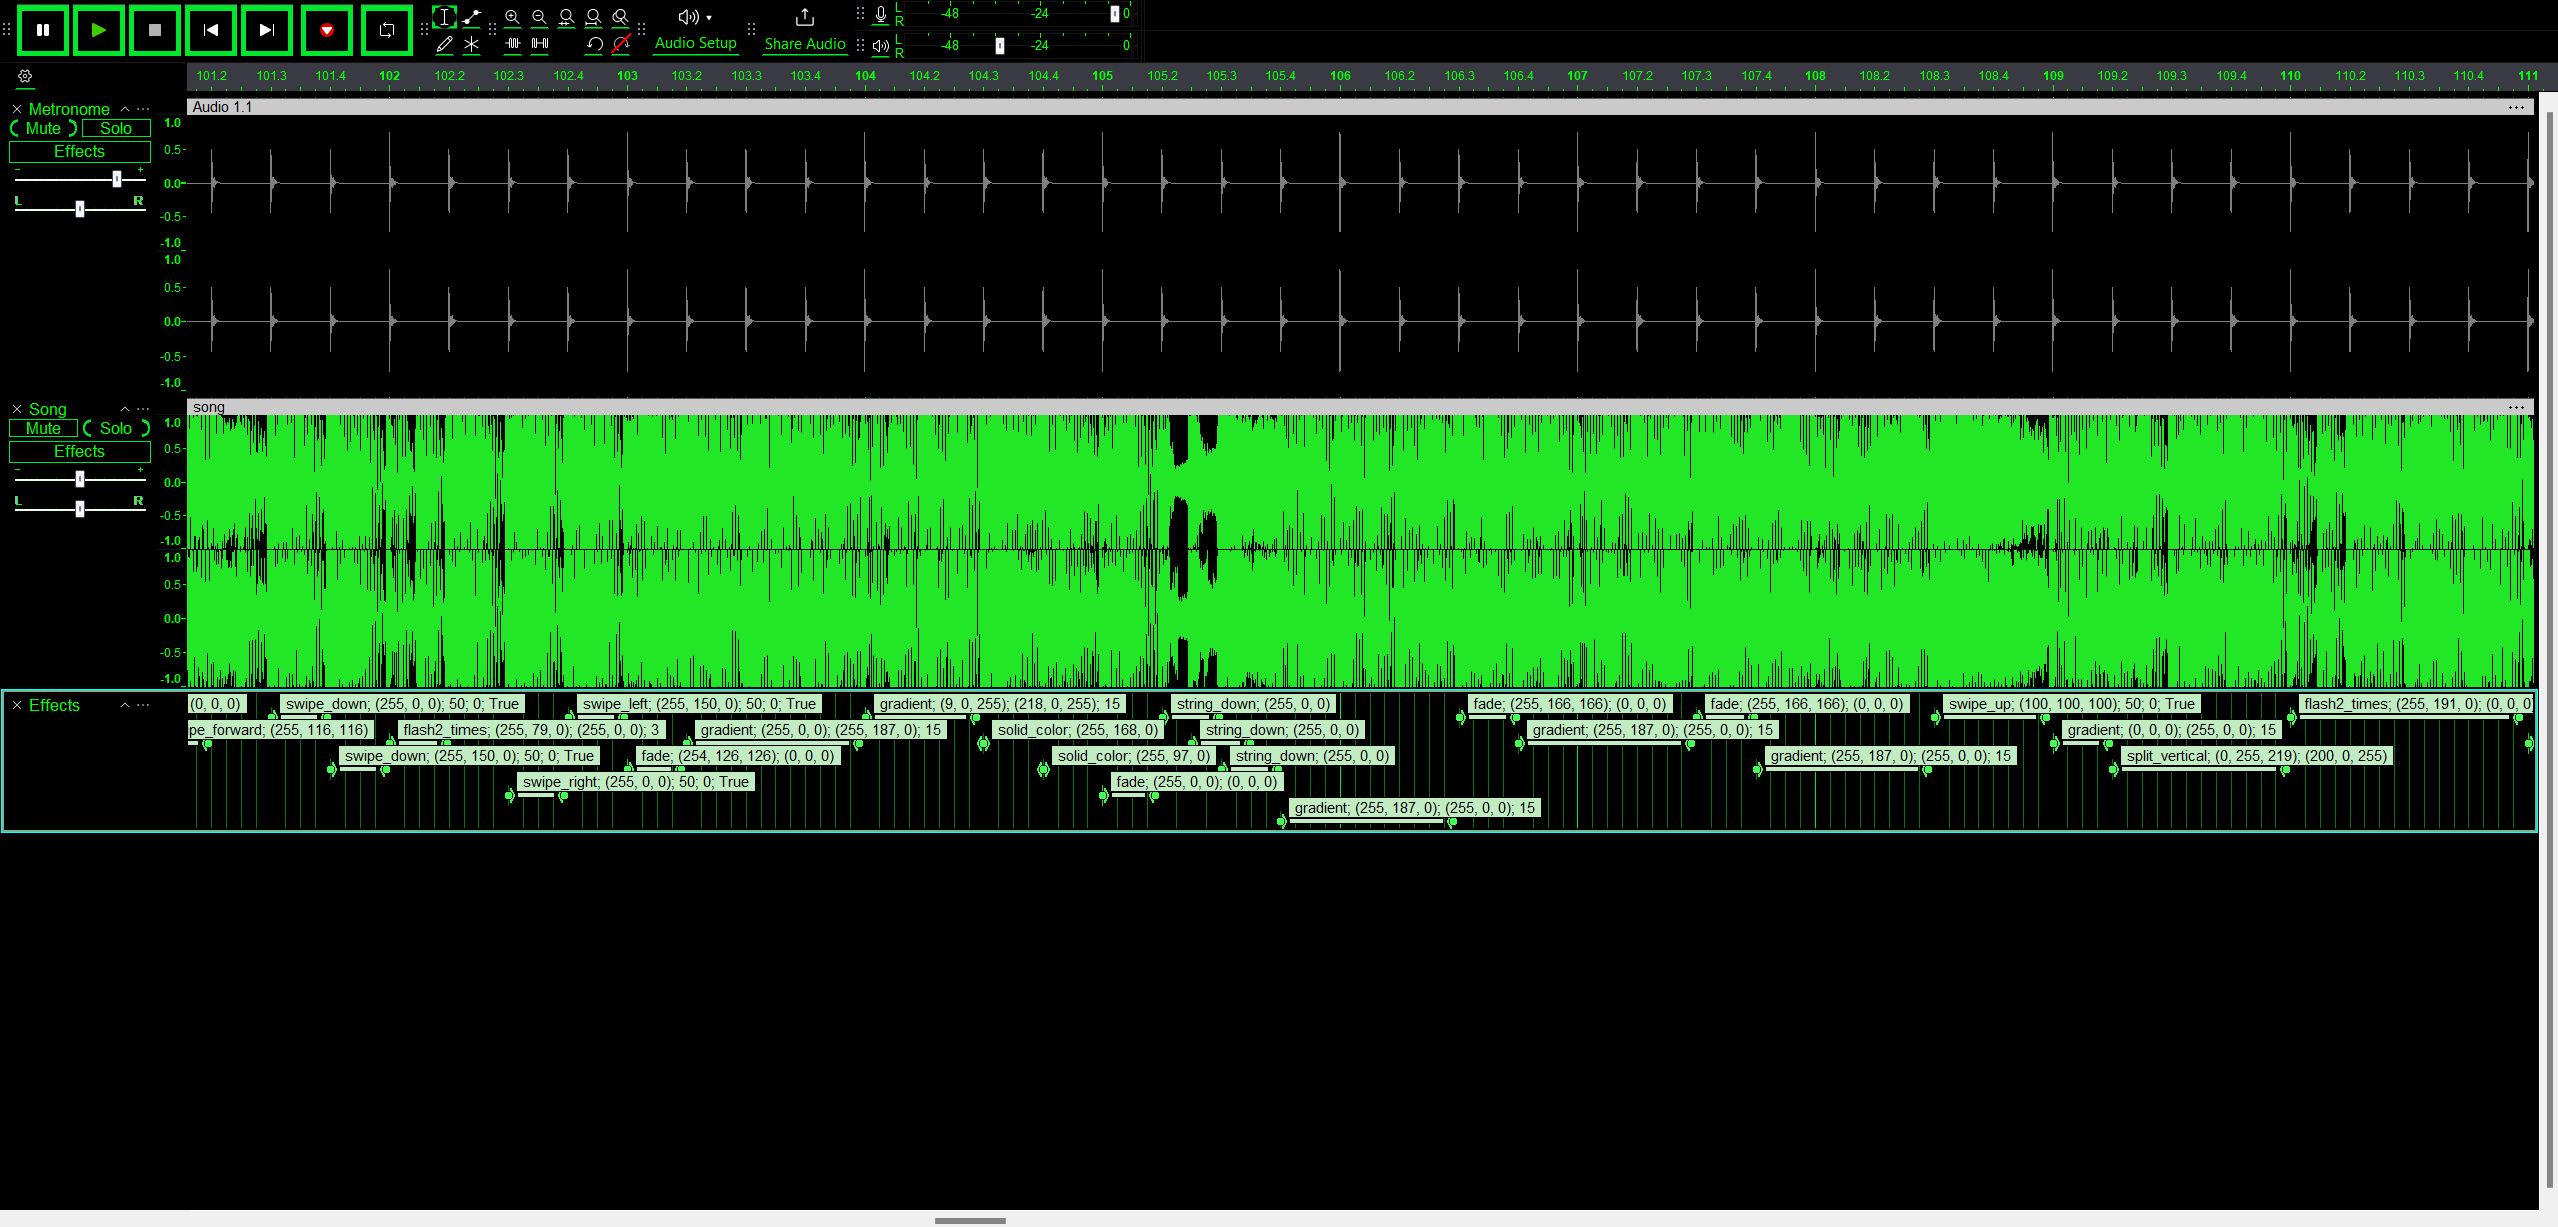 -48 -24 0
L R
Audio Setup
Share Audio
-48 -24 0
L R
101.2 101.3 101.4 102 102.2 102.3 102.4 103 103.2 103.3 103.4 104 104.2 104.3 104.4 105 105.2 105.3 105.4 106 106.2 106.3 106.4 107 107.2 107.3 107.4 108 108.2 108.3 108.4 109 109.2 109.3 109.4 110 110.2 110.3 110.4 111
Metronome
Audio 1.1
Mute Solo
Effects
- +
L R
1.0
0.5
0.0
-0.5
-1.0
1.0
0.5
0.0
-0.5
-1.0
Song
song
Mute Solo
Effects
- +
L R
1.0
0.5
0.0
-0.5
-1.0
1.0
0.5
0.0
-0.5
-1.0
Effects
(0, 0, 0) swipe_down; (255, 0, 0); 50; 0; True swipe_left; (255, 150, 0); 50; 0; True gradient; (9, 0, 255); (218, 0, 255); 15 string_down; (255, 0, 0) fade; (255, 166, 166); (0, 0, 0) fade; (255, 166, 166); (0, 0, 0) swipe_up; (100, 100, 100); 50; 0; True flash2_times; (255, 191, 0); (0, 0, 0
pe_forward; (255, 116, 116) flash2_times; (255, 79, 0); (255, 0, 0); 3 gradient; (255, 0, 0); (255, 187, 0); 15 solid_color; (255, 168, 0) string_down; (255, 0, 0) gradient; (255, 187, 0); (255, 0, 0); 15 gradient; (0, 0, 0); (255, 0, 0); 15
swipe_down; (255, 150, 0); 50; 0; True fade; (254, 126, 126); (0, 0, 0) solid_color; (255, 97, 0) string_down; (255, 0, 0) gradient; (255, 187, 0); (255, 0, 0); 15 split_vertical; (0, 255, 219); (200, 0, 255)
swipe_right; (255, 0, 0); 50; 0; True fade; (255, 0, 0); (0, 0, 0)
gradient; (255, 187, 0); (255, 0, 0); 15